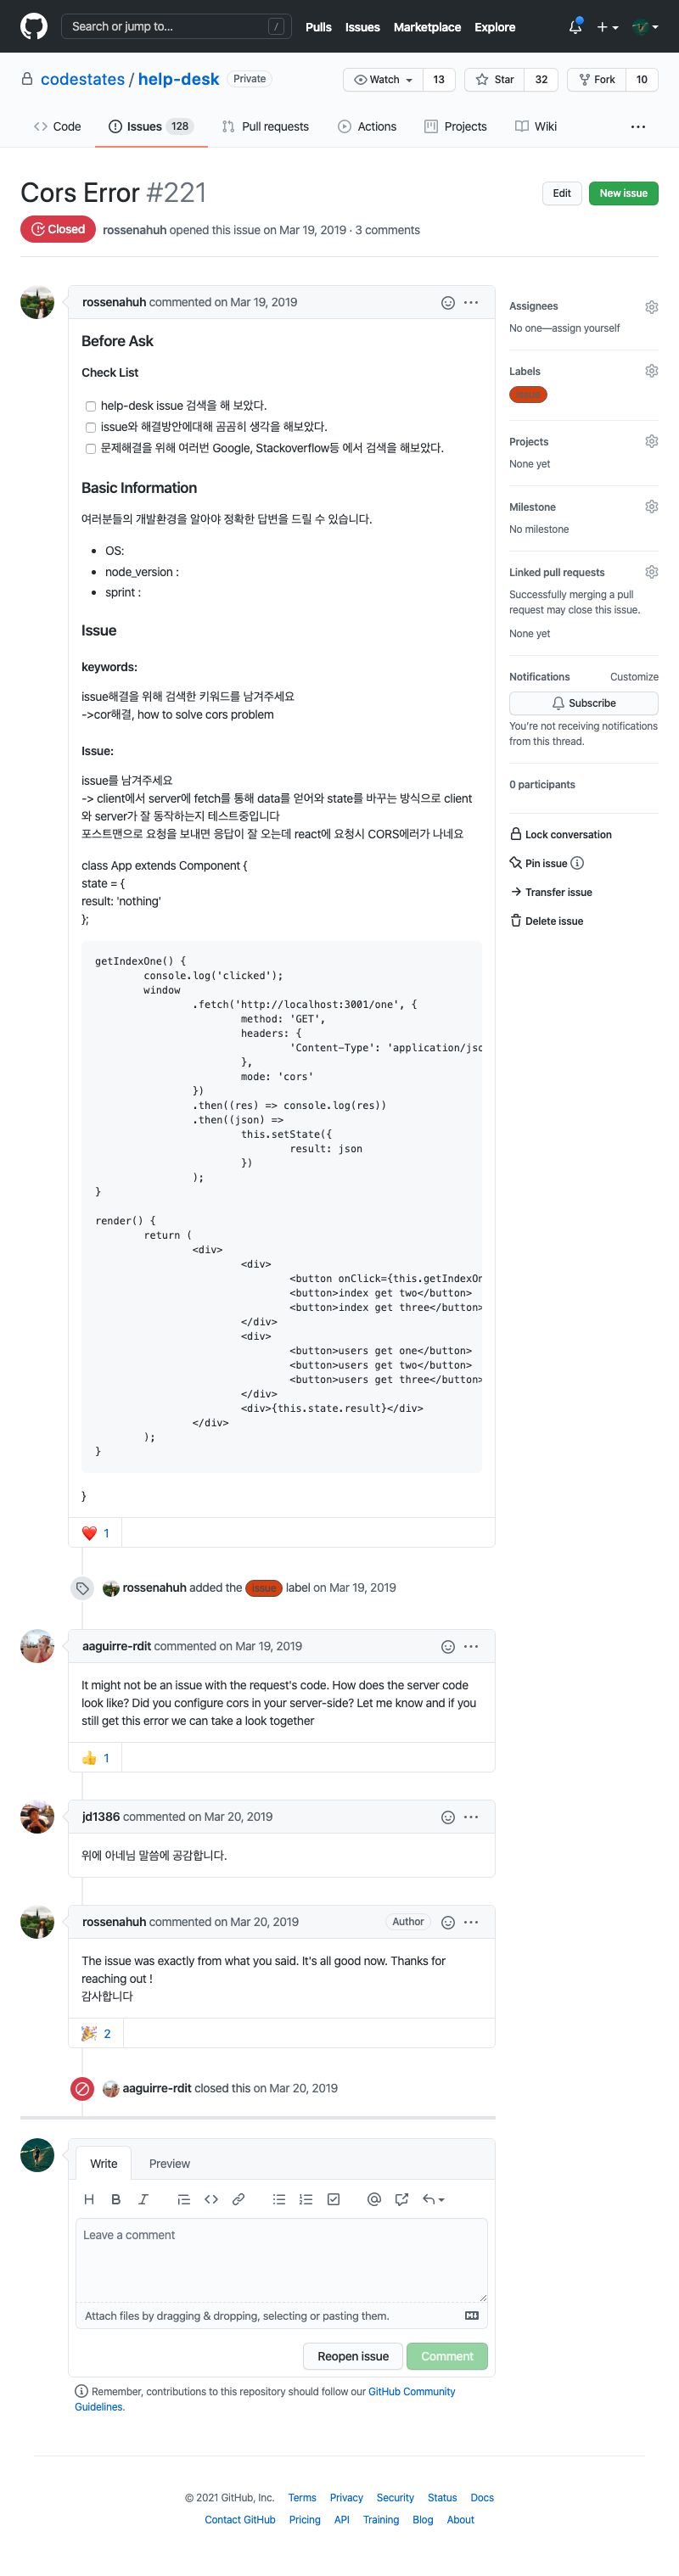 Search or jump to...
/
Pulls Issues Marketplace Explore
codestates / help-desk Private
Watch 13
Star 32
Fork 10
Code
Issues 128
Pull requests
Actions
Projects
Wiki
Cors Error #221
Edit
New issue
Closed
rossenahuh opened this issue on Mar 19, 2019 · 3 comments
rossenahuh commented on Mar 19, 2019
Before Ask
Check List
help-desk issue 검색을 해 보았다.
issue와 해결방안에대해 곰곰히 생각을 해보았다.
문제해결을 위해 여러번 Google, Stackoverflow등 에서 검색을 해보았다.
Basic Information
여러분들의 개발환경을 알아야 정확한 답변을 드릴 수 있습니다.
• OS:
• node_version :
• sprint :
Issue
keywords:
issue해결을 위해 검색한 키워드를 남겨주세요
->cor해결, how to solve cors problem
Issue:
issue를 남겨주세요
-> client에서 server에 fetch를 통해 data를 얻어와 state를 바꾸는 방식으로 client
와 server가 잘 동작하는지 테스트중입니다
포스트맨으로 요청을 보내면 응답이 잘 오는데 react에 요청시 CORS에러가 나네요
class App extends Component {
state = {
result: 'nothing'
};
getIndexOne() {
console.log('clicked');
window
.fetch('http://localhost:3001/one', {
method: 'GET',
headers: {
'Content-Type': 'application/jso
},
mode: 'cors'
})
.then((res) => console.log(res))
.then((json) =>
this.setState({
result: json
})
);
}
render() {
return (
<div>
<div>
<button onClick={this.getIndexOn
<button>index get two</button>
<button>index get three</button>
</div>
<div>
<button>users get one</button>
<button>users get two</button>
<button>users get three</button>
</div>
<div>{this.state.result}</div>
</div>
);
}
}
1
rossenahuh added the issue label on Mar 19, 2019
aaguirre-rdit commented on Mar 19, 2019
It might not be an issue with the request's code. How does the server code
look like? Did you configure cors in your server-side? Let me know and if you
still get this error we can take a look together
1
jd1386 commented on Mar 20, 2019
위에 아네님 말씀에 공감합니다.
rossenahuh commented on Mar 20, 2019
Author
The issue was exactly from what you said. It's all good now. Thanks for
reaching out !
감사합니다
2
aaguirre-rdit closed this on Mar 20, 2019
Write
Preview
H B I
Leave a comment
Attach files by dragging & dropping, selecting or pasting them.
Reopen issue
Comment
Remember, contributions to this repository should follow our GitHub Community
Guidelines.
Assignees
No one—assign yourself
Labels
issue
Projects
None yet
Milestone
No milestone
Linked pull requests
Successfully merging a pull
request may close this issue.
None yet
Notifications
Customize
Subscribe
You're not receiving notifications
from this thread.
0 participants
Lock conversation
Pin issue
Transfer issue
Delete issue
© 2021 GitHub, Inc. Terms Privacy Security Status Docs
Contact GitHub Pricing API Training Blog About